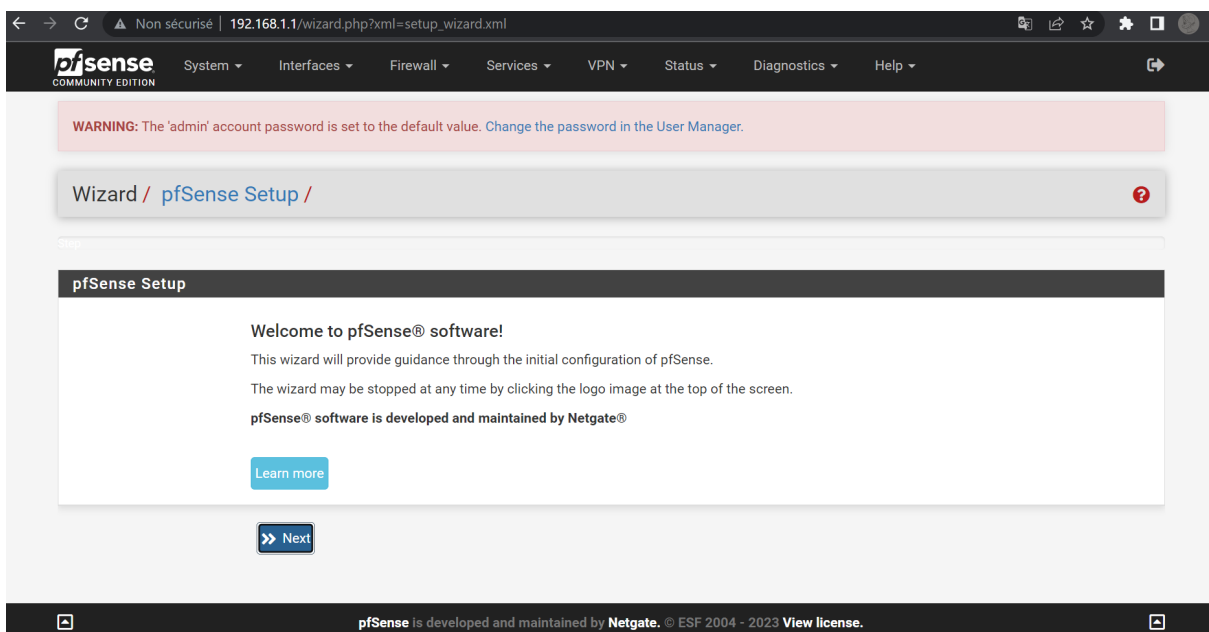 Non sécurisé | 192.168.1.1/wizard.php?xml=setup_wizard.xml
pfsense
COMMUNITY EDITION
System Interfaces Firewall Services VPN Status Diagnostics Help
WARNING: The 'admin' account password is set to the default value. Change the password in the User Manager.
Wizard / pfSense Setup /
Step
pfSense Setup
Welcome to pfSense® software!
This wizard will provide guidance through the initial configuration of pfSense.
The wizard may be stopped at any time by clicking the logo image at the top of the screen.
pfSense® software is developed and maintained by Netgate®
Learn more
Next
pfSense is developed and maintained by Netgate. © ESF 2004 - 2023 View license.